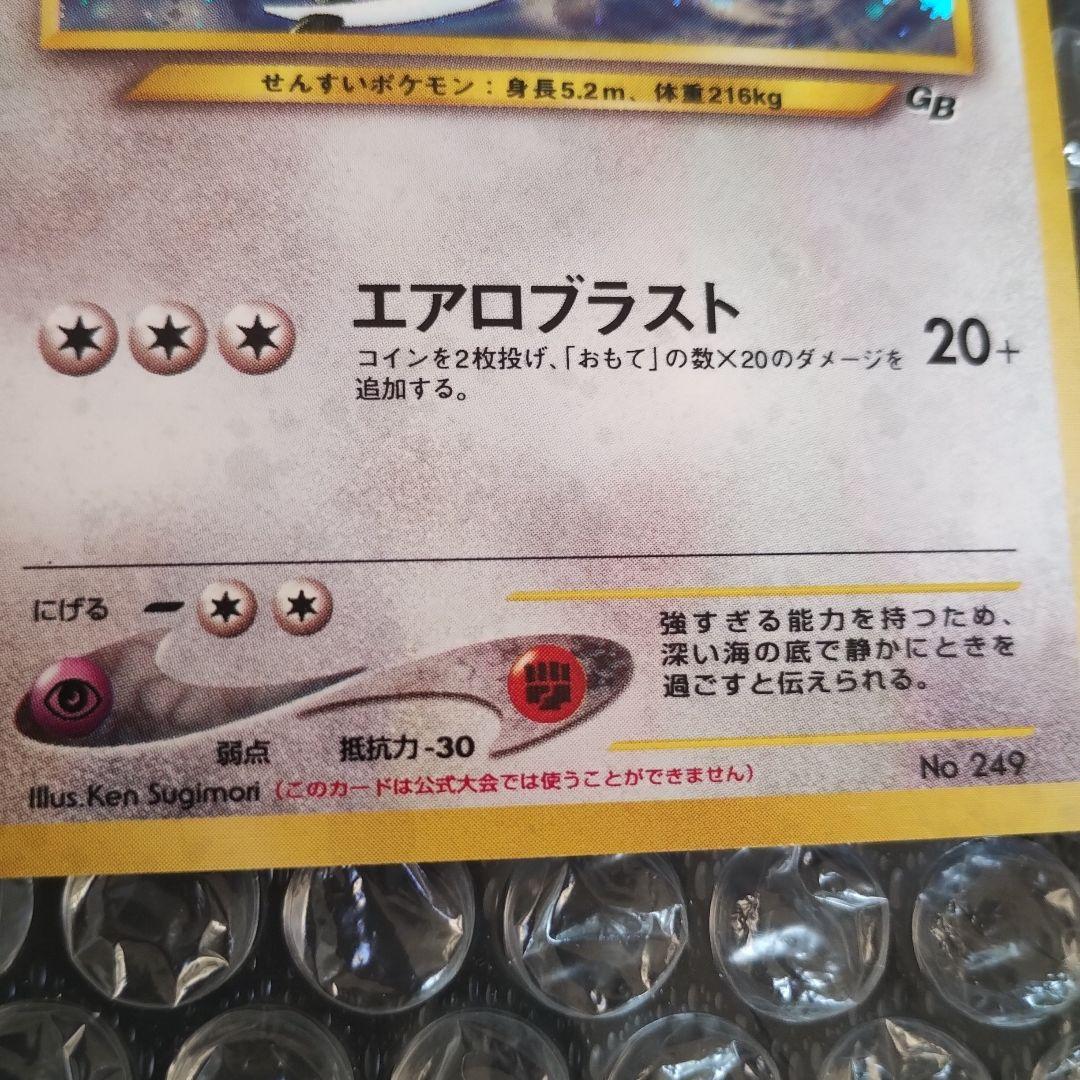 せんすいポケモン：身長5.2m、体重216kg
GB
エアロブラスト
20+
コインを2枚投げ、「おもて」の数×20のダメージを
追加する。
にげる
強すぎる能力を持つため、
深い海の底で静かにときを
過ごすと伝えられる。
弱点
抵抗力-30
No 249
Illus.Ken Sugimori（このカードは公式大会では使うことができません）